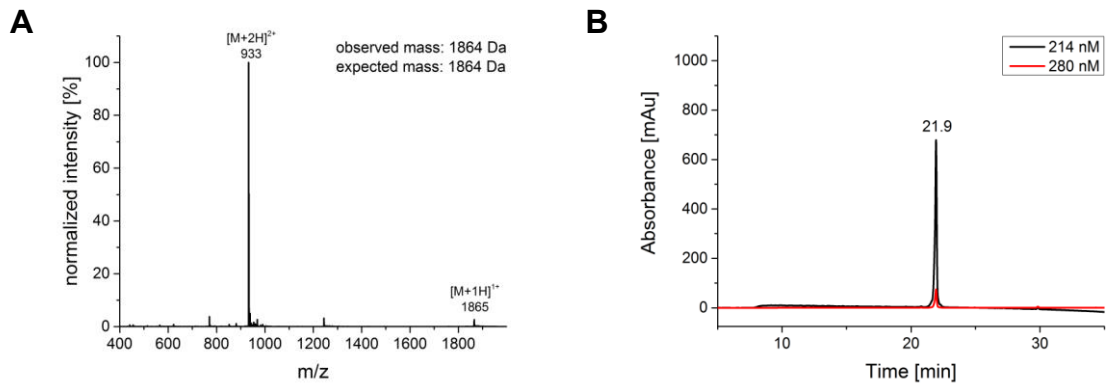 A
[M+2H]²⁺
933
observed mass: 1864 Da
expected mass: 1864 Da
normalized intensity [%]
100
80
60
40
20
0
[M+1H]¹⁺
1865
400 600 800 1000 1200 1400 1600 1800
m/z
B
214 nM
280 nM
21.9
Absorbance [mAu]
1000
800
600
400
200
0
10 20 30
Time [min]